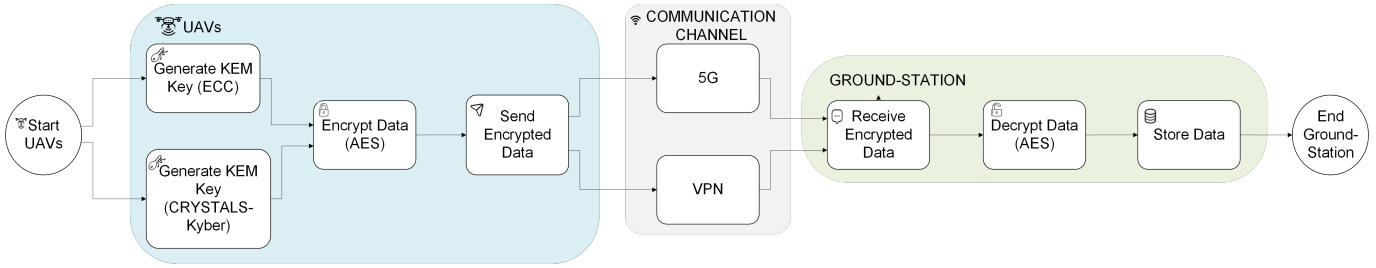 Start
UAVs
UAVs
Generate KEM
Key (ECC)
Generate KEM
Key
(CRYSTALS-
Kyber)
Encrypt Data
(AES)
Send
Encrypted
Data
COMMUNICATION
CHANNEL
5G
VPN
GROUND-STATION
Receive
Encrypted
Data
Decrypt Data
(AES)
Store Data
End
Ground-
Station